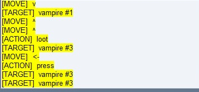 [MOVE] v
[TARGET] vampire #1
[MOVE] ^
[MOVE] ^
[ACTION] loot
[TARGET] vampire #3
[MOVE] <-
[ACTION] press
[TARGET] vampire #3
[TARGET] vampire #3